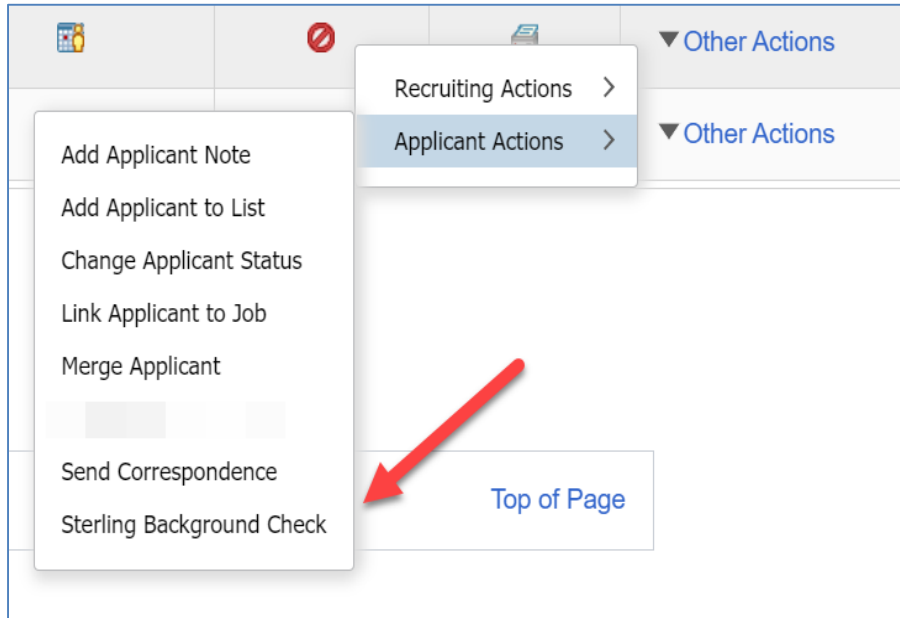 Other Actions
Recruiting Actions
Applicant Actions
Other Actions
Add Applicant Note
Add Applicant to List
Change Applicant Status
Link Applicant to Job
Merge Applicant
Send Correspondence
Sterling Background Check
Top of Page